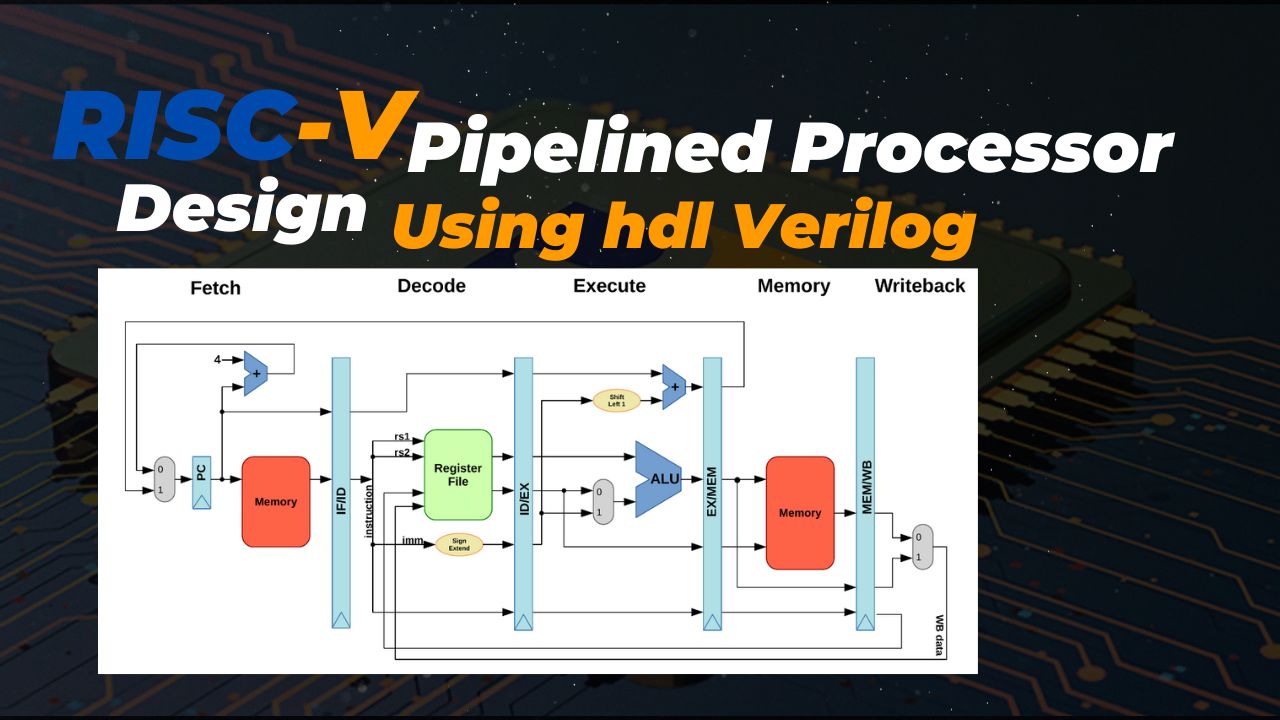 RISC-V Pipelined Processor
Design Using hdl Verilog
Fetch
Decode
Execute
Memory
Writeback
4
+
0
1
PC
Memory
IF/ID
instruction
rs1
rs2
Register
File
imm
Sign
Extend
ID/EX
Shift
Left 1
+
0
1
ALU
EX/MEM
Memory
MEM/WB
0
1
WB data